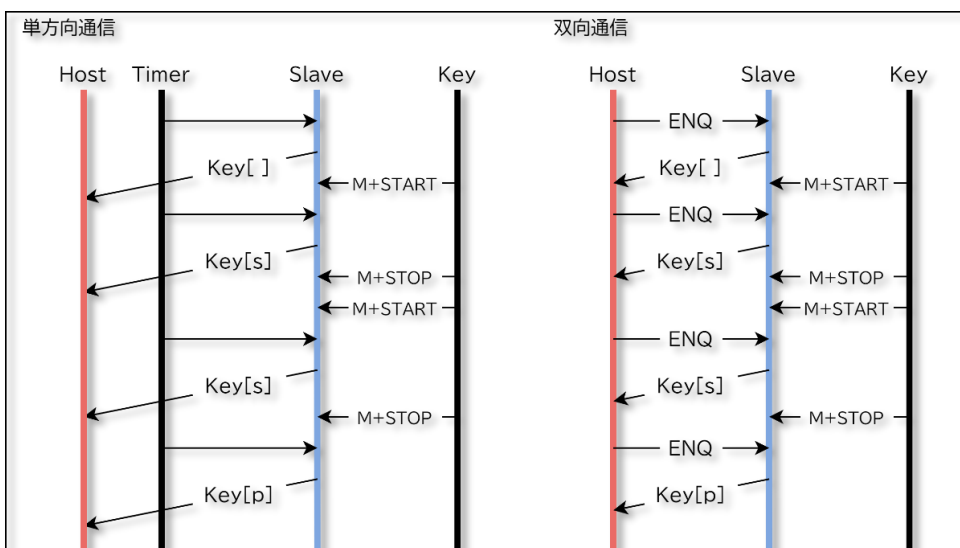 単方向通信
Host Timer Slave Key
Key[ ]
M+START
Key[s]
M+STOP
M+START
Key[s]
M+STOP
Key[p]
双向通信
Host Slave Key
ENQ
Key[ ]
M+START
ENQ
Key[s]
M+STOP
M+START
ENQ
Key[s]
M+STOP
ENQ
Key[p]